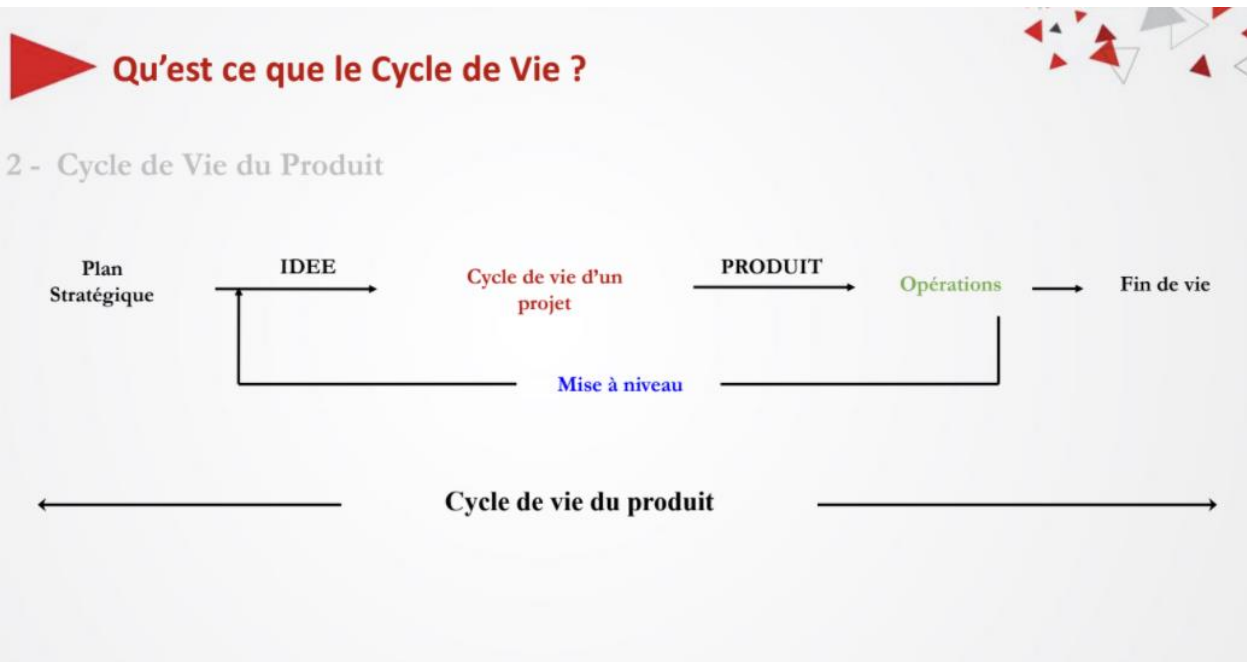 Qu'est ce que le Cycle de Vie ?
2 - Cycle de Vie du Produit
Plan
Stratégique
IDEE
Cycle de vie d'un
projet
PRODUIT
Opérations
Fin de vie
Mise à niveau
Cycle de vie du produit